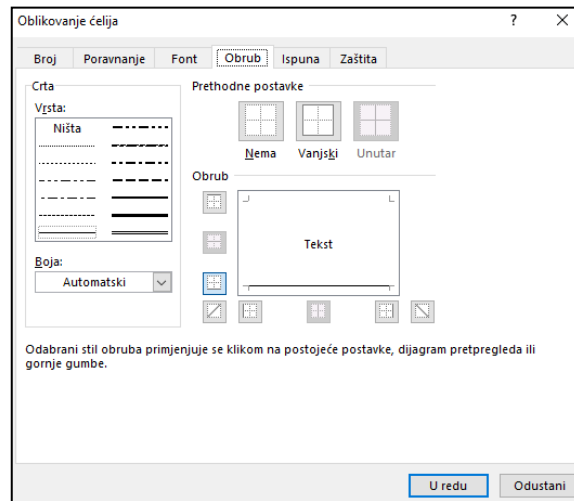 Oblikovanje ćelija ? X
Broj Poravnanje Font Obrub Ispuna Zaštita
Crta
Vrsta:
Ništa
Boja:
Automatski
Prethodne postavke
Nema Vanjski Unutar
Obrub
Tekst
Odabrani stil obruba primjenjuje se klikom na postojeće postavke, dijagram pretpregleda ili
gornje gumbe.
U redu Odustani